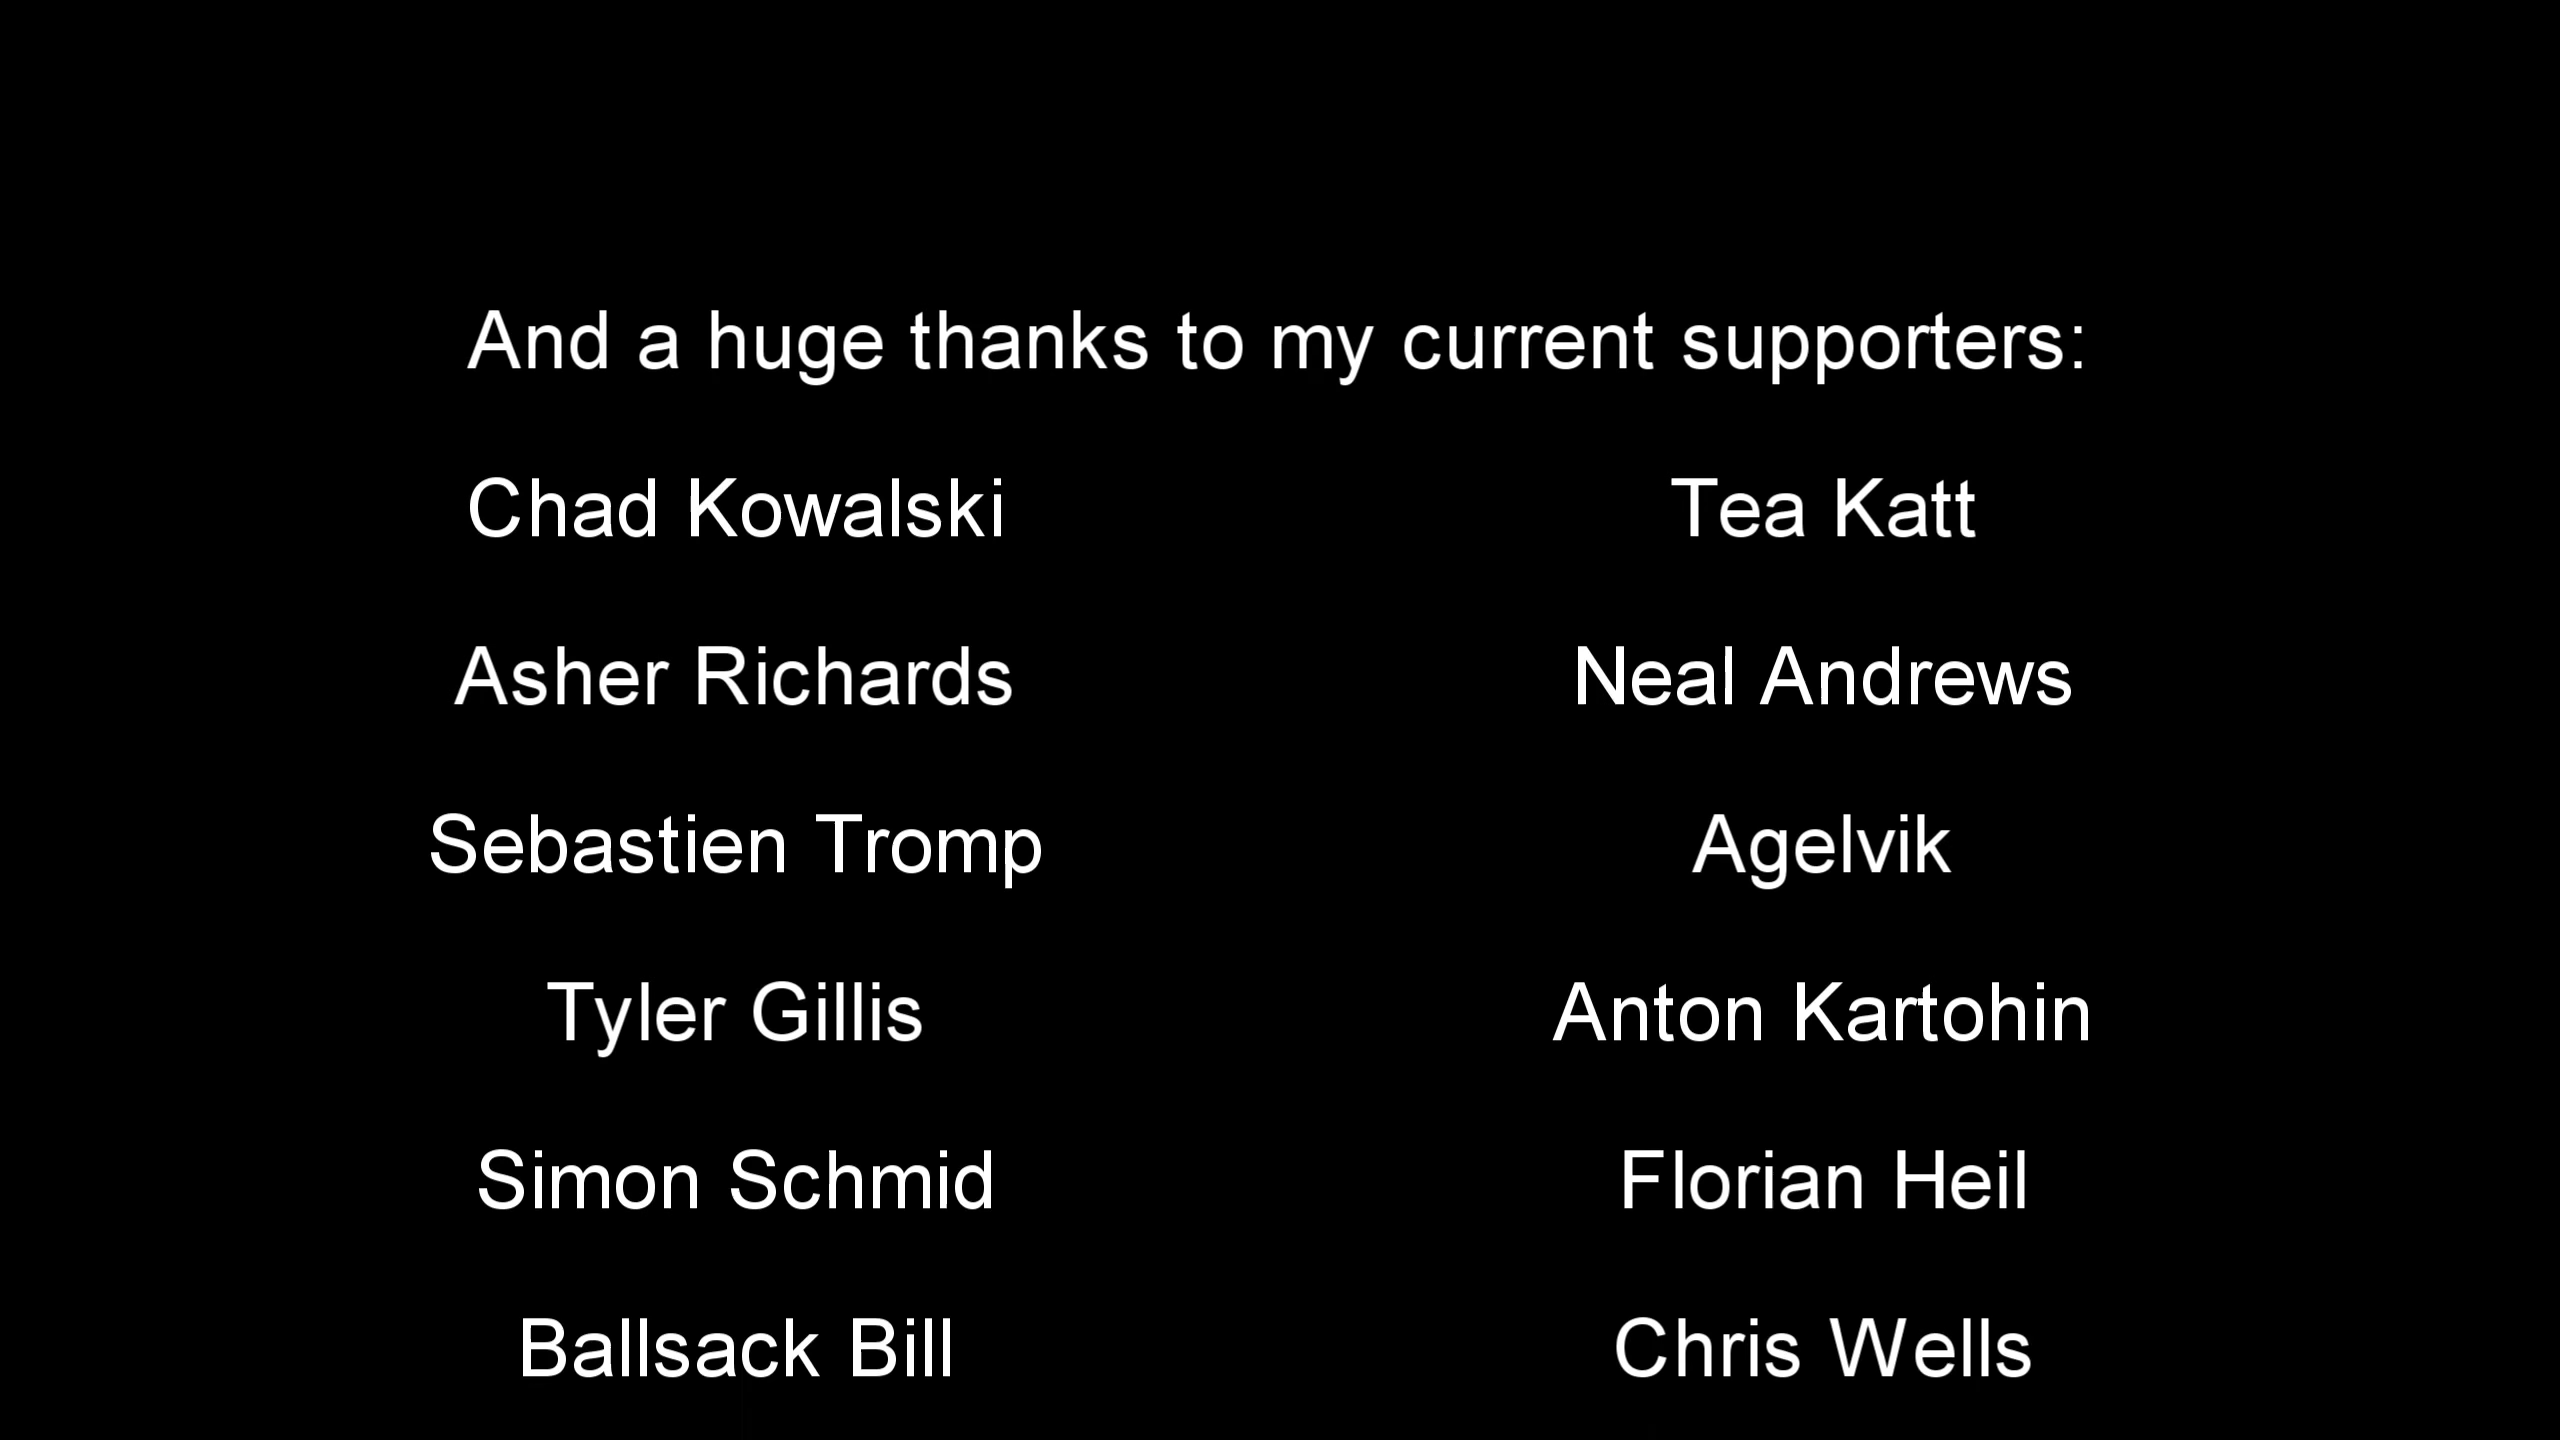 And a huge thanks to my current supporters:
Chad Kowalski
Tea Katt
Asher Richards
Neal Andrews
Sebastien Tromp
Agelvik
Tyler Gillis
Anton Kartohin
Simon Schmid
Florian Heil
Ballsack Bill
Chris Wells